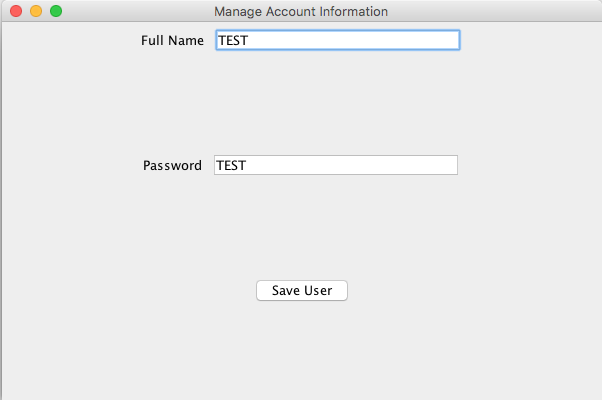 Manage Account Information
Full Name TEST
Password TEST
Save User